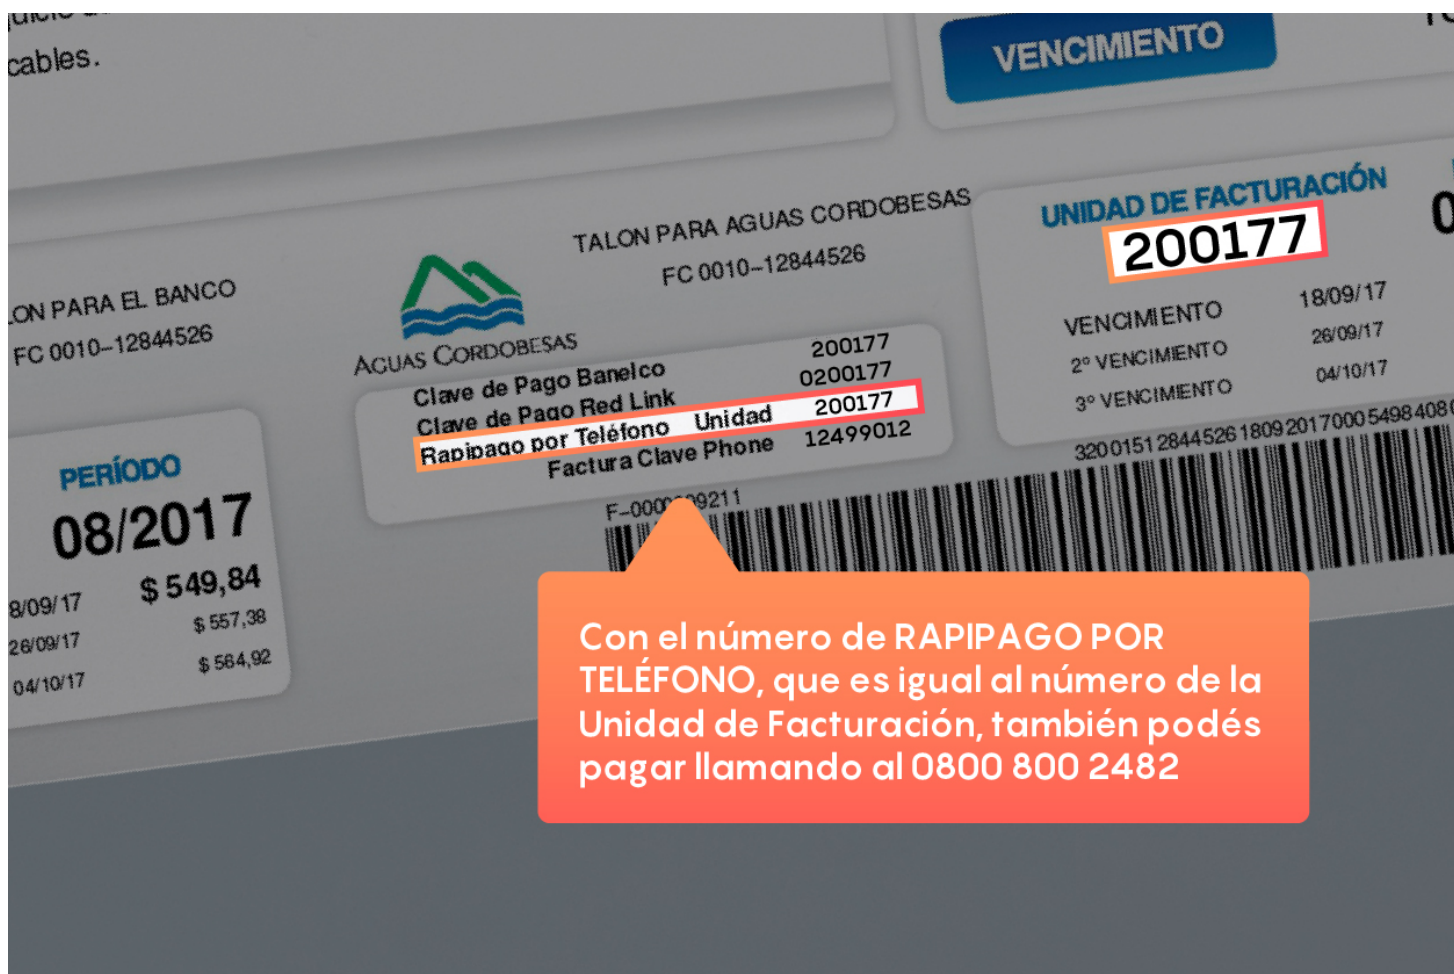 cables.
VENCIMIENTO
PARA EL BANCO
FC 0010-12844526
PERÍODO
08/2017
18/09/17 $ 549,84
26/09/17 $ 557,38
04/10/17 $ 564,92
AGUAS CORDOBESAS
TALON PARA AGUAS CORDOBESAS
FC 0010-12844526
Clave de Pago Banelco 200177
Clave de Pago Red Link 0200177
Rapipago por Teléfono Unidad 200177
Factura Clave Phone 12499012
UNIDAD DE FACTURACIÓN
200177
VENCIMIENTO 18/09/17
2º VENCIMIENTO 26/09/17
3º VENCIMIENTO 04/10/17
Con el número de RAPIPAGO POR
TELÉFONO, que es igual al número de la
Unidad de Facturación, también podés
pagar llamando al 0800 800 2482